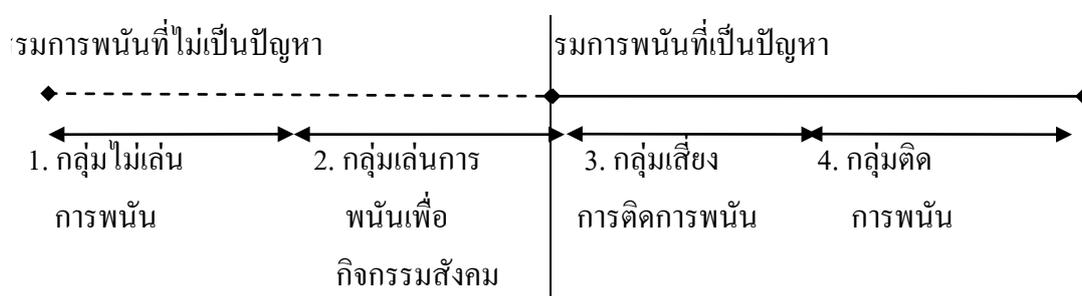 รมการพนันที่ไม่เป็นปัญหา
รมการพนันที่เป็นปัญหา
1. กลุ่มไม่เล่น
การพนัน
2. กลุ่มเล่นการ
พนันเพื่อ
กิจกรรมสังคม
3. กลุ่มเสี่ยง
การติดการพนัน
4. กลุ่มติด
การพนัน